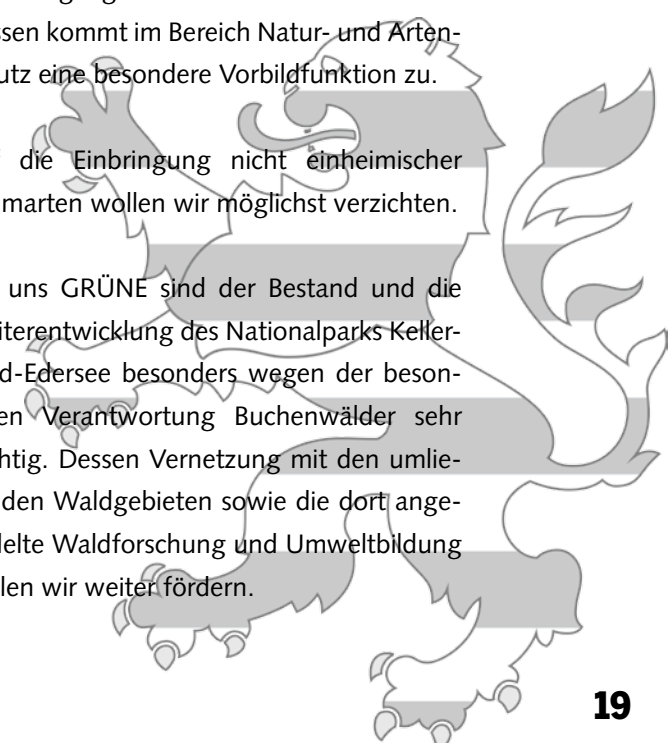 ssen kommt im Bereich Natur- und Arten-
utz eine besondere Vorbildfunktion zu.
die Einbringung nicht einheimischer
marten wollen wir möglichst verzichten.
uns GRÜNE sind der Bestand und die
iterentwicklung des Nationalparks Keller-
d-Edersee besonders wegen der beson-
en Verantwortung Buchenwälder sehr
htig. Dessen Vernetzung mit den umlie-
den Waldgebieten sowie die dort ange-
delte Waldforschung und Umweltbildung
len wir weiter fördern.
19